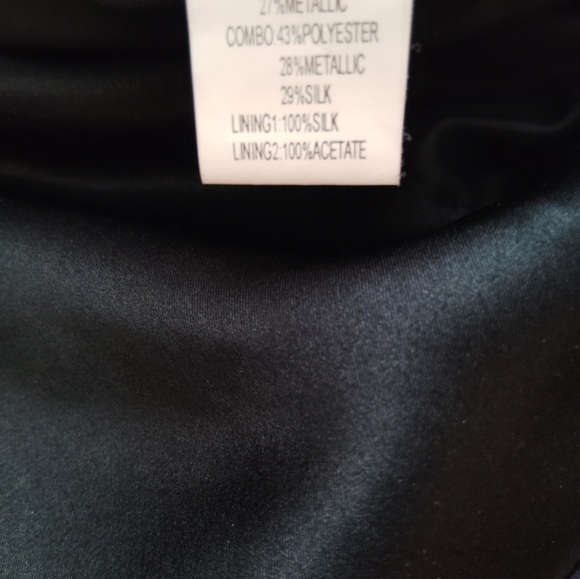 27%METALLIC
COMBO:43%POLYESTER
28%METALLIC
29%SILK
LINING1:100%SILK
LINING2:100%ACETATE